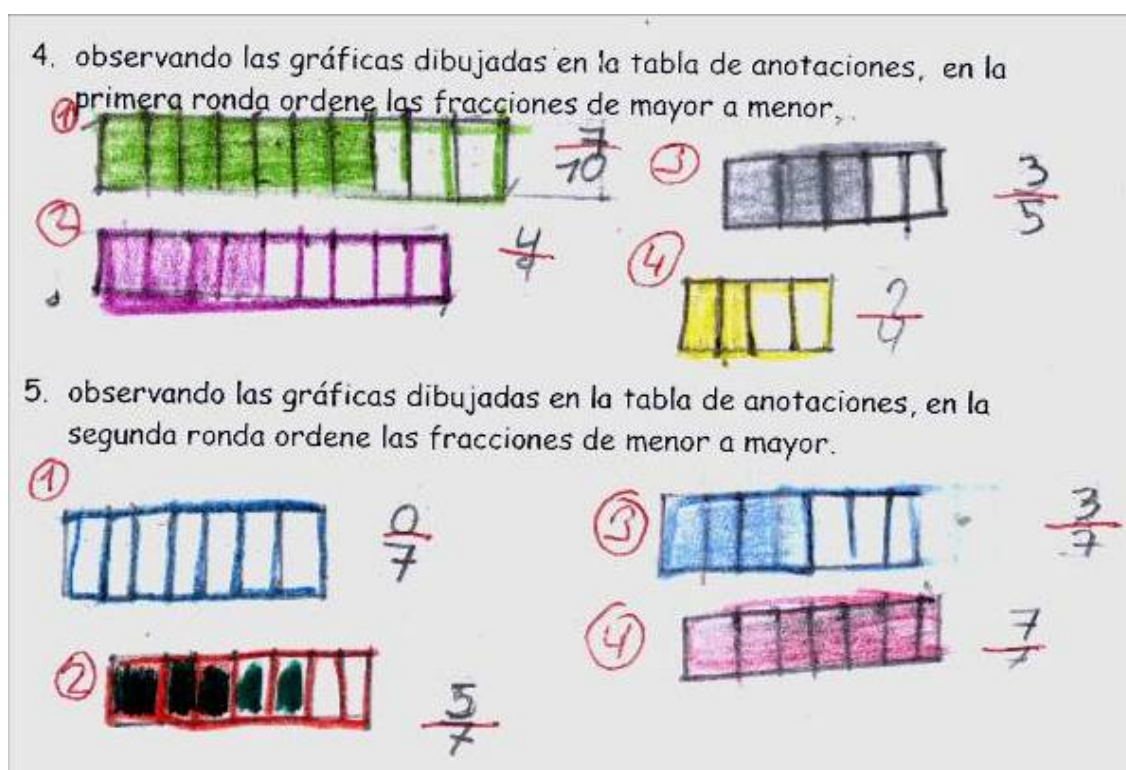 4. observando las gráficas dibujadas en la tabla de anotaciones, en la
primera ronda ordene las fracciones de mayor a menor.
1 7/10
3 3/5
2 4/9
4 2/4
5. observando las gráficas dibujadas en la tabla de anotaciones, en la
segunda ronda ordene las fracciones de menor a mayor.
1 0/7
3 3/7
4 7/7
2 5/7